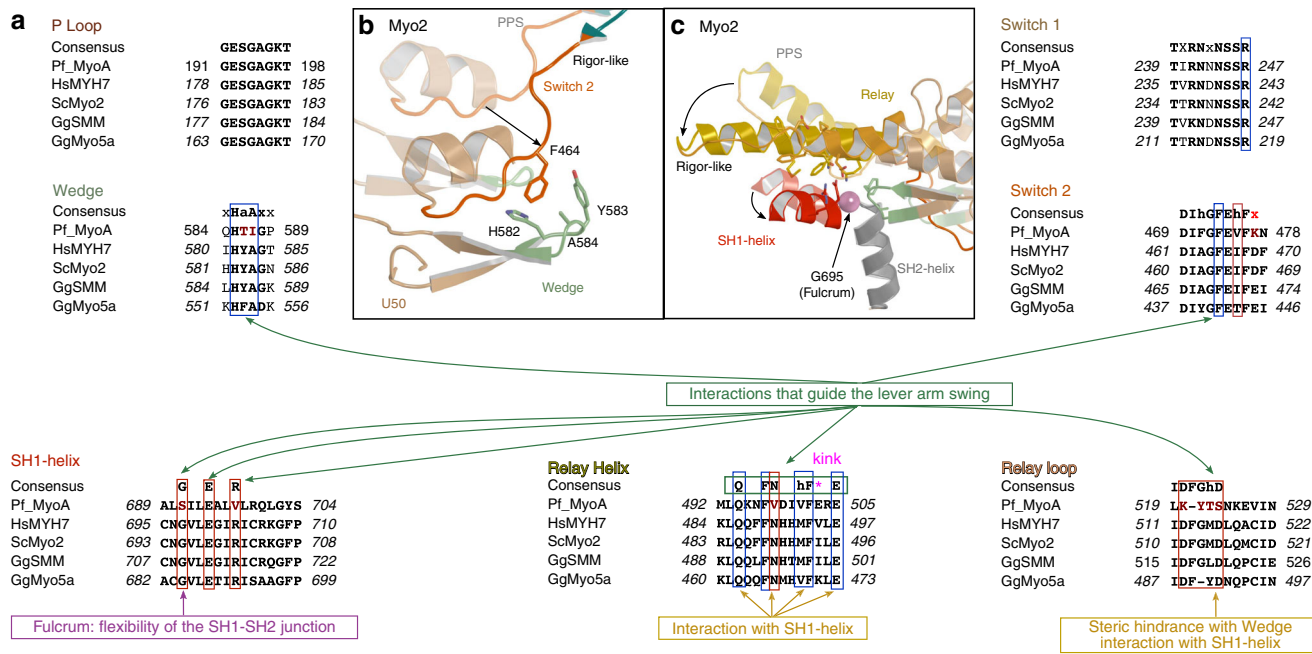 a
P Loop
Consensus GESGAGKT
Pf_MyoA 191 GESGAGKT 198
HsMYH7 178 GESGAGKT 185
ScMyo2 176 GESGAGKT 183
GgSMM 177 GESGAGKT 184
GgMyo5a 163 GESGAGKT 170
Wedge
Consensus xHaAxx
Pf_MyoA 584 QHTIGP 589
HsMYH7 580 IHYAGT 585
ScMyo2 581 HHYAGN 586
GgSMM 584 LHYAGK 589
GgMyo5a 551 KHFADK 556
b Myo2
PPS
Rigor-like
Switch 2
F464
Y583
H582
A584
Wedge
U50
c Myo2
PPS
Relay
Rigor-like
SH1-helix
G695
(Fulcrum)
SH2-helix
Switch 1
Consensus TXRNxNSSR
Pf_MyoA 239 TIRNNNSSR 247
HsMYH7 235 TVRNDNSSR 243
ScMyo2 234 TTRNNNSSR 242
GgSMM 239 TVKNDNSSR 247
GgMyo5a 211 TTRNDNSSR 219
Switch 2
Consensus DIhGFEhFx
Pf_MyoA 469 DIFGFEVFKN 478
HsMYH7 461 DIAGFEIFDF 470
ScMyo2 460 DIAGFEIFDF 469
GgSMM 465 DIAGFEIFEI 474
GgMyo5a 437 DIYGFETFEI 446
Interactions that guide the lever arm swing
SH1-helix
Consensus G E R
Pf_MyoA 689 ALSILEALVLRQLGYS 704
HsMYH7 695 CNGVLEGIRICRKGFP 710
ScMyo2 693 CNGVLEGIRICRKGFP 708
GgSMM 707 CNGVLEGIRICRQGFP 722
GgMyo5a 682 ACGVLETIRISAAGFP 699
Fulcrum: flexibility of the SH1-SH2 junction
Relay Helix
kink
Consensus Q FN hF* E
Pf_MyoA 492 MLQKNFVDIVFERE 505
HsMYH7 484 KLQQFFNHHMFVLE 497
ScMyo2 483 RLQQFFNHHMFILE 496
GgSMM 488 KLQQLFNHTMFILE 501
GgMyo5a 460 KLQQQFNMHVFKLE 473
Interaction with SH1-helix
Relay loop
Consensus IDFGhD
Pf_MyoA 519 LK-YTSNKEVIN 529
HsMYH7 511 IDFGMDLQACID 522
ScMyo2 510 IDFGMDLQMCID 521
GgSMM 515 IDFGLDLQPCIE 526
GgMyo5a 487 IDF-YDNQPCIN 497
Steric hindrance with Wedge
interaction with SH1-helix